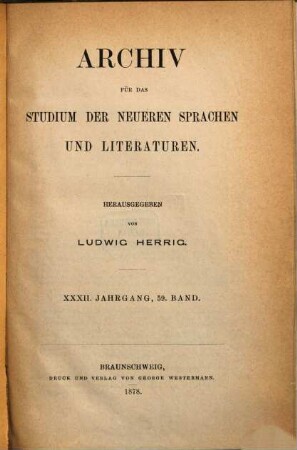 ARCHIV
FÜR DAS
STUDIUM DER NEUEREN SPRACHEN
UND LITERATUREN.
HERAUSGEGEBEN
VON
LUDWIG HERRIG.
XXXII. JAHRGANG, 59. BAND.
BRAUNSCHWEIG,
DRUCK UND VERLAG VON GEORGE WESTERMANN.
1878.